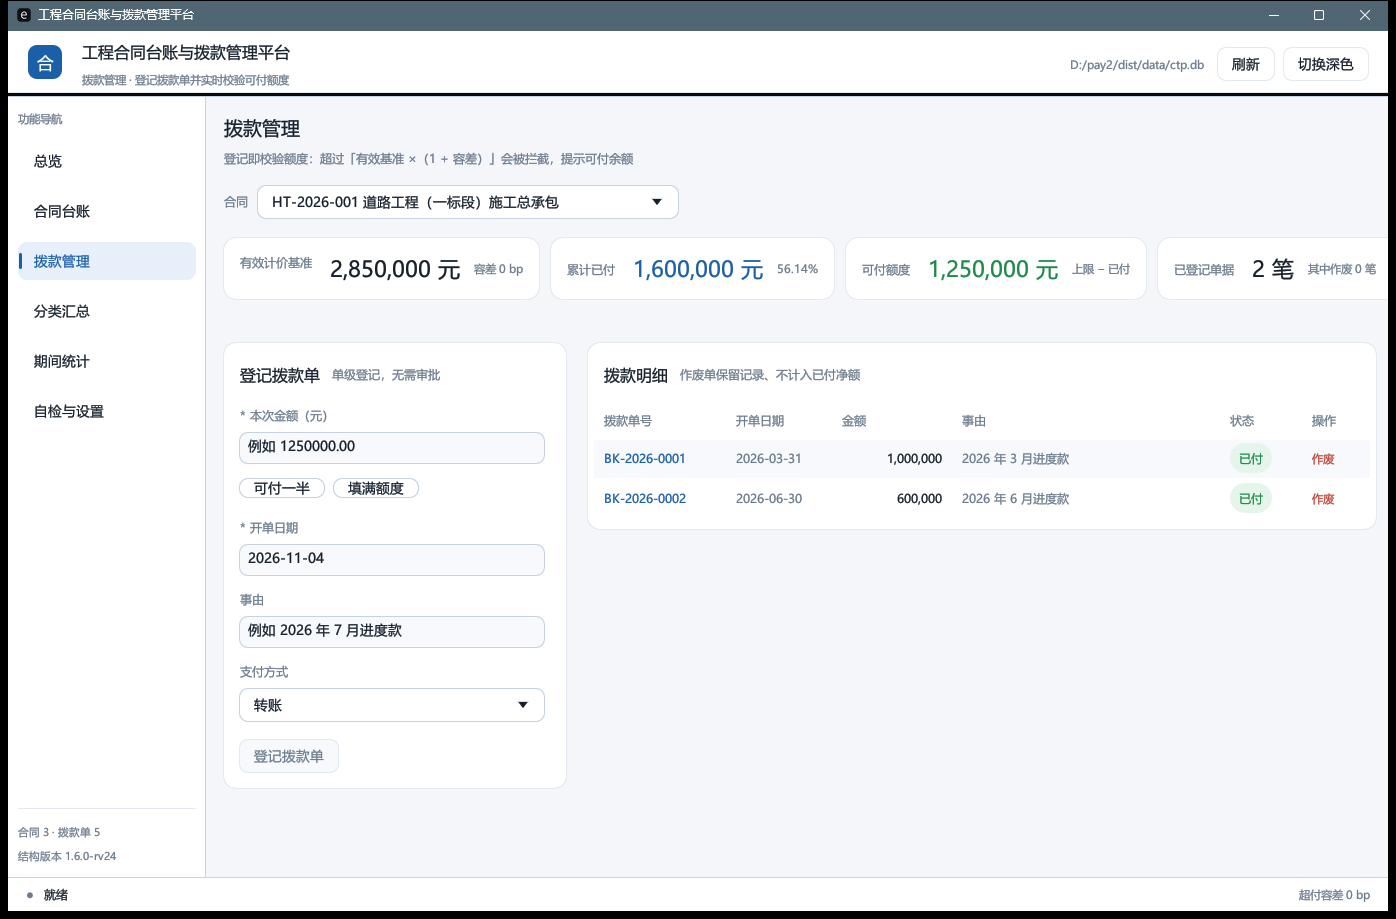 e 工程合同台账与拨款管理平台
合 工程合同台账与拨款管理平台
拨款管理 · 登记拨款单并实时校验可付额度
D:/pay2/dist/data/ctp.db 刷新 切换深色
功能导航
总览
合同台账
拨款管理
分类汇总
期间统计
自检与设置
合同 3 · 拨款单 5
结构版本 1.6.0-rv24
拨款管理
登记即校验额度：超过「有效基准 ×（1 + 容差）」会被拦截，提示可付余额
合同 HT-2026-001 道路工程（一标段）施工总承包
有效计价基准 2,850,000 元 容差 0 bp
累计已付 1,600,000 元 56.14%
可付额度 1,250,000 元 上限 − 已付
已登记单据 2 笔 其中作废 0 笔
登记拨款单 单级登记，无需审批
* 本次金额（元）
例如 1250000.00
可付一半 填满额度
* 开单日期
2026-11-04
事由
例如 2026 年 7 月进度款
支付方式
转账
登记拨款单
拨款明细 作废单保留记录、不计入已付净额
拨款单号 开单日期 金额 事由 状态 操作
BK-2026-0001 2026-03-31 1,000,000 2026 年 3 月进度款 已付 作废
BK-2026-0002 2026-06-30 600,000 2026 年 6 月进度款 已付 作废
就绪
超付容差 0 bp